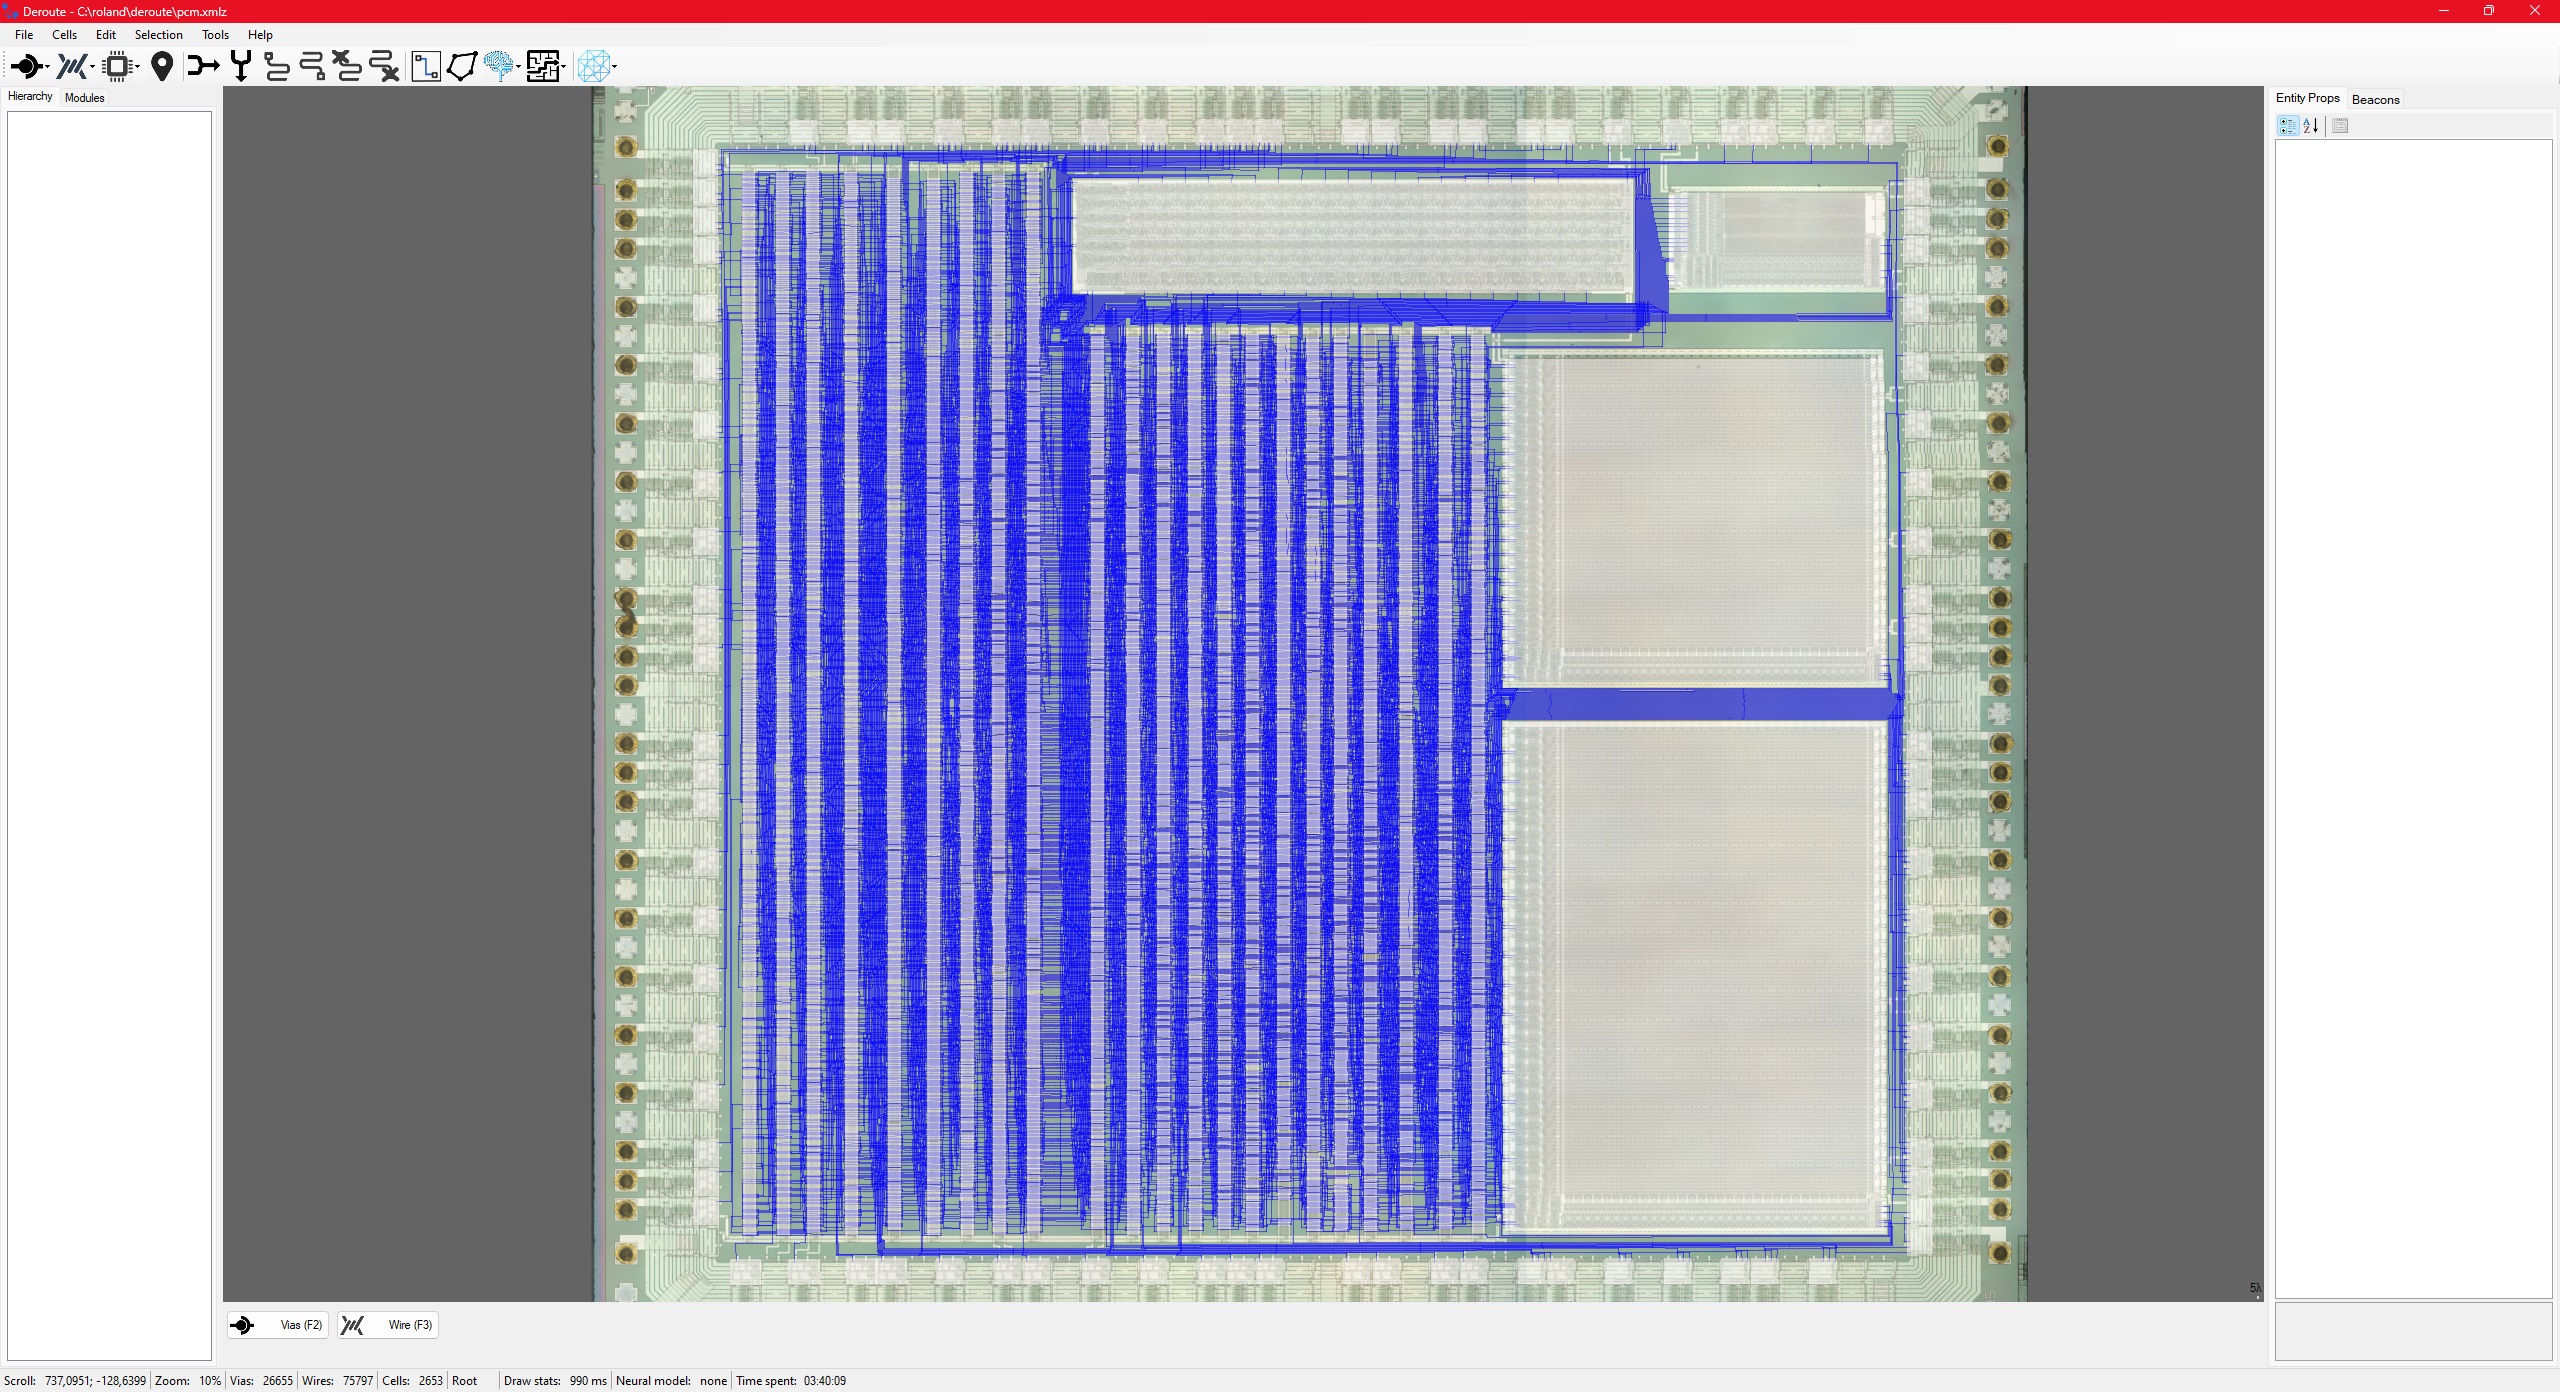 Deroute - C:\roland\deroute\pcm.xmlz
File Cells Edit Selection Tools Help
Hierarchy Modules
Entity Props Beacons
5λ
Vias (F2) Wire (F3)
Scroll: 737,0951; -128,6399 Zoom: 10% Vias: 26655 Wires: 75797 Cells: 2653 Root Draw stats: 990 ms Neural model: none Time spent: 03:40:09